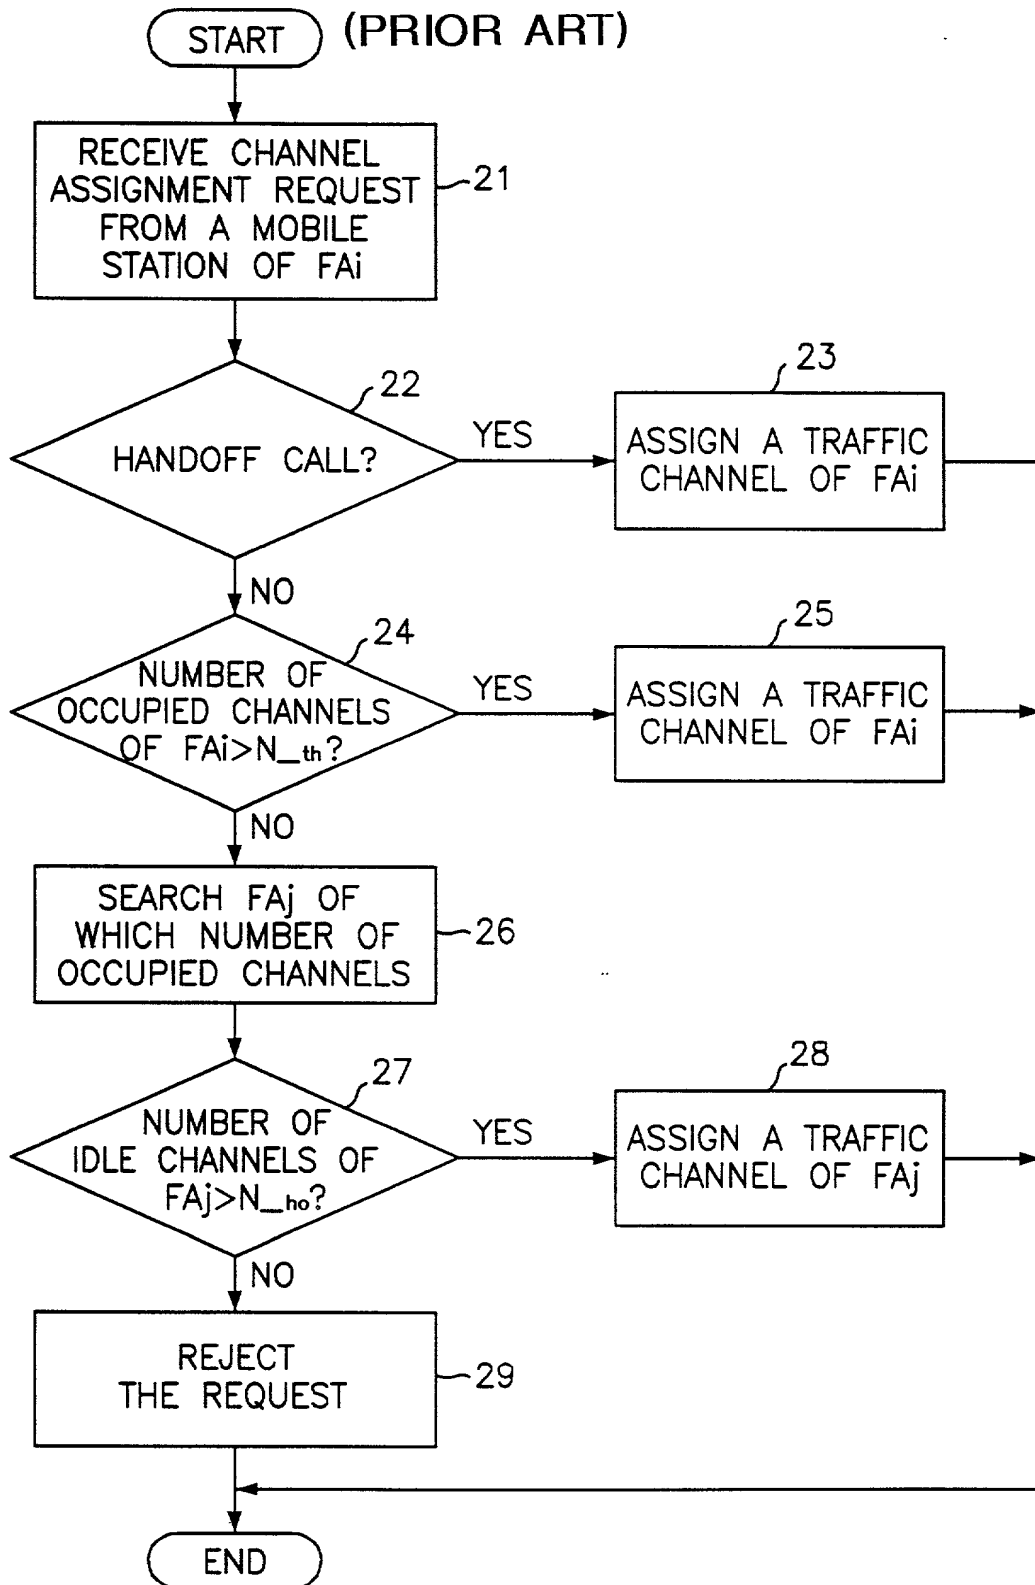 START
(PRIOR ART)
RECEIVE CHANNEL
ASSIGNMENT REQUEST
FROM A MOBILE
STATION OF FAi
21
22
HANDOFF CALL?
YES
23
ASSIGN A TRAFFIC
CHANNEL OF FAi
NO
24
NUMBER OF
OCCUPIED CHANNELS
OF FAi>N_th?
YES
25
ASSIGN A TRAFFIC
CHANNEL OF FAi
NO
SEARCH FAj OF
WHICH NUMBER OF
OCCUPIED CHANNELS
26
27
NUMBER OF
IDLE CHANNELS OF
FAj>N_ho?
YES
28
ASSIGN A TRAFFIC
CHANNEL OF FAj
NO
REJECT
THE REQUEST
29
END